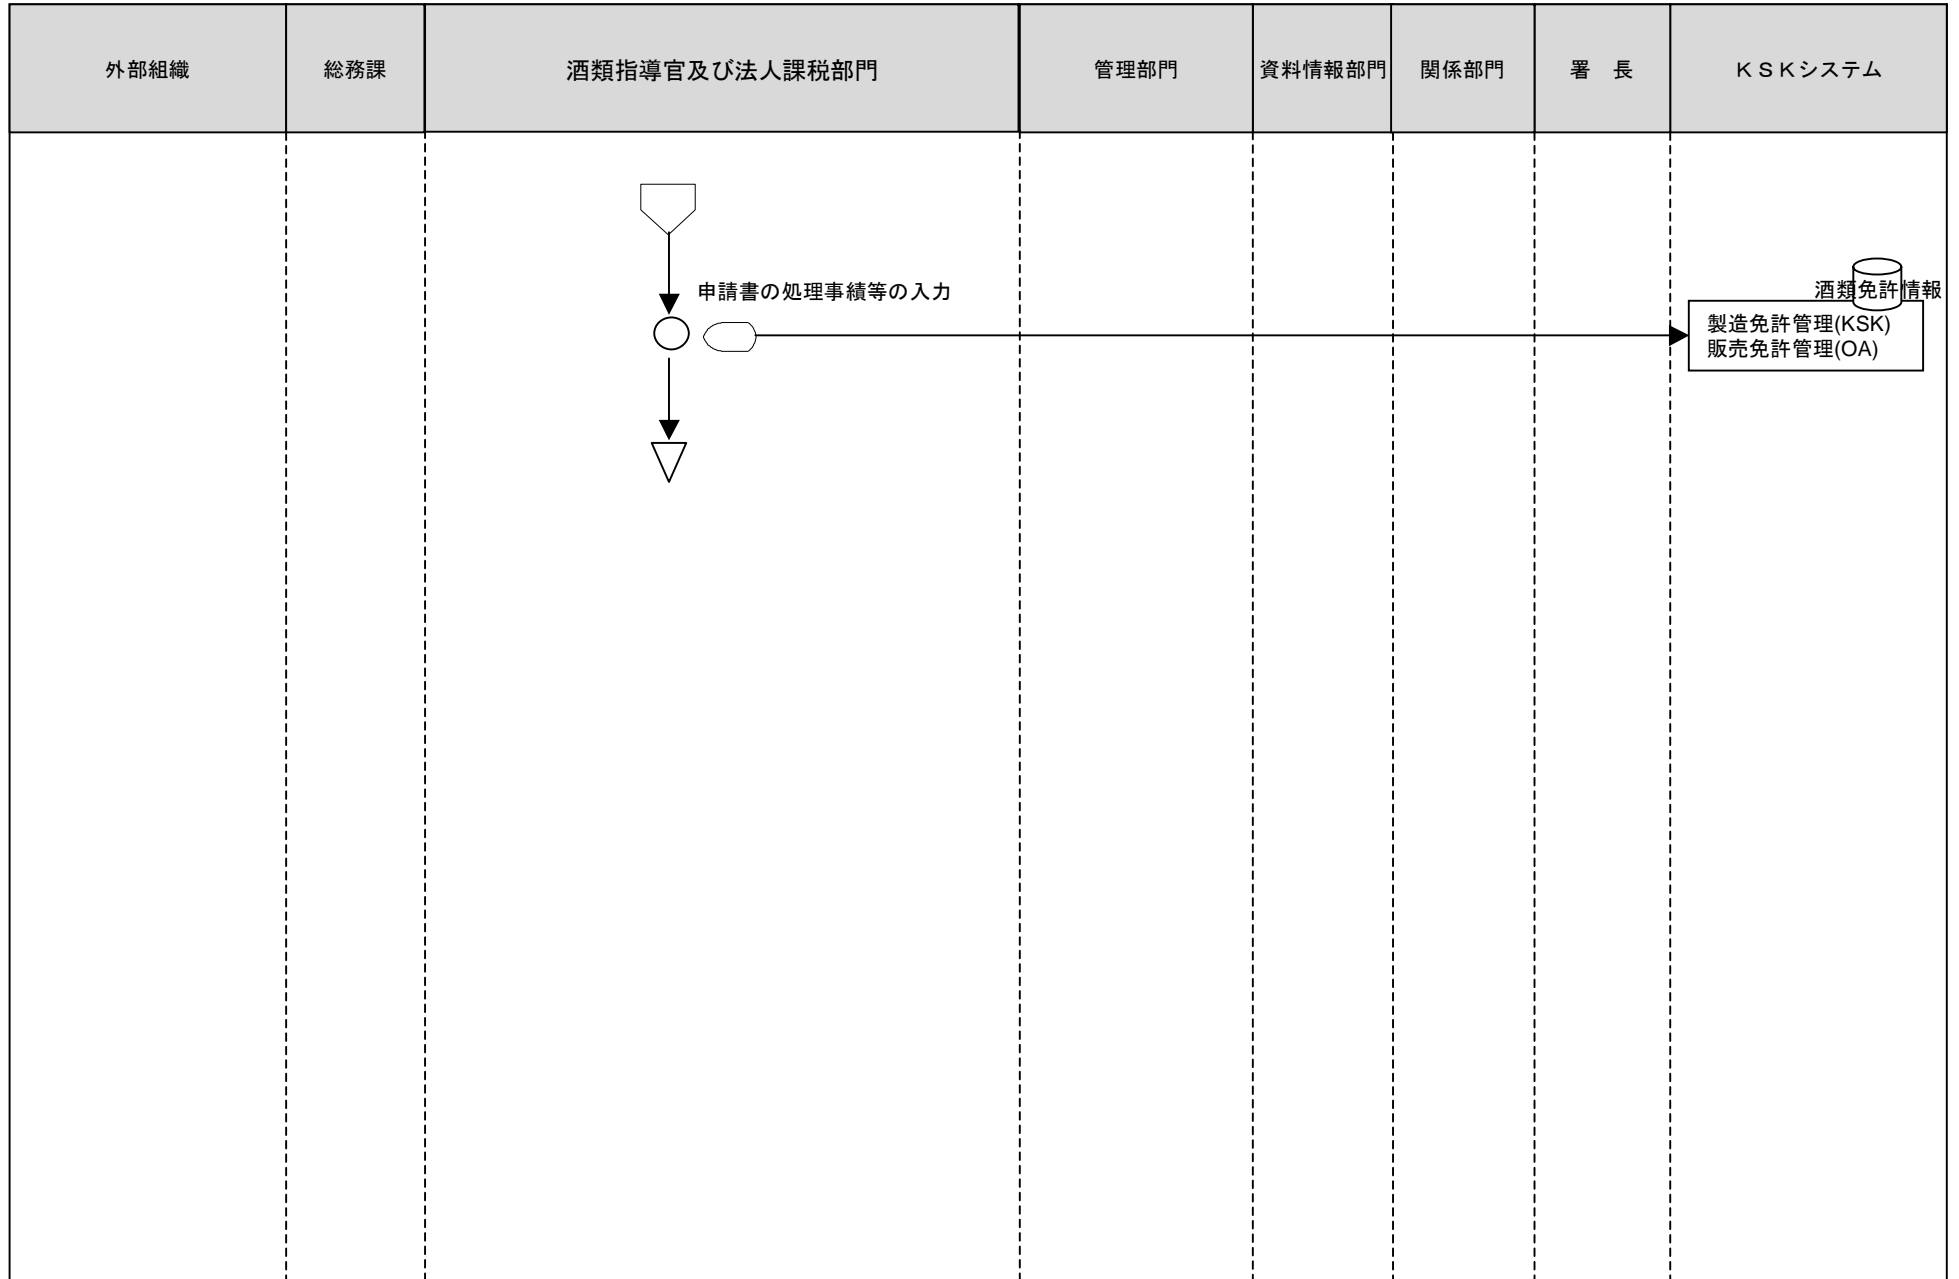 外部組織
総務課
酒類指導官及び法人課税部門
管理部門
資料情報部門
関係部門
署　長
ＫＳＫシステム
申請書の処理事績等の入力
酒類免許情報
製造免許管理(KSK)
販売免許管理(OA)